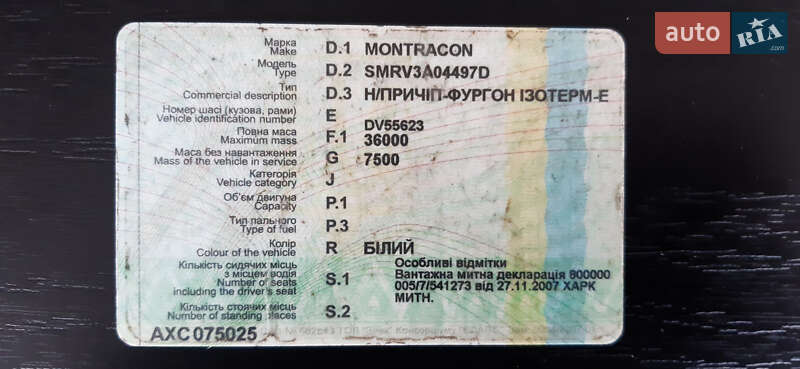 auto RIA.com
Марка
Make D.1 MONTRACON
Модель
Type D.2 SMRV3A04497D
Тип
Commercial description D.3 Н/ПРИЧІП-ФУРГОН ІЗОТЕРМ-Е
Номер шасі (кузова, рами)
Vehicle identification number E DV55623
Повна маса
Maximum mass F.1 36000
Маса без навантаження
Mass of the vehicle in service G 7500
Категорія
Vehicle category J
Об'єм двигуна
Capacity P.1
Тип пального
Type of fuel P.3
Колір
Colour of the vehicle R БІЛИЙ
Кількість сидячих місць
з місцем водія
Number of seats
including the driver's seat S.1
Особливі відмітки
Вантажна митна декларація 800000
005/7/541273 від 27.11.2007 ХАРК
МИТН.
Кількість стоячих місць
Number of standing places S.2
АХС 075025